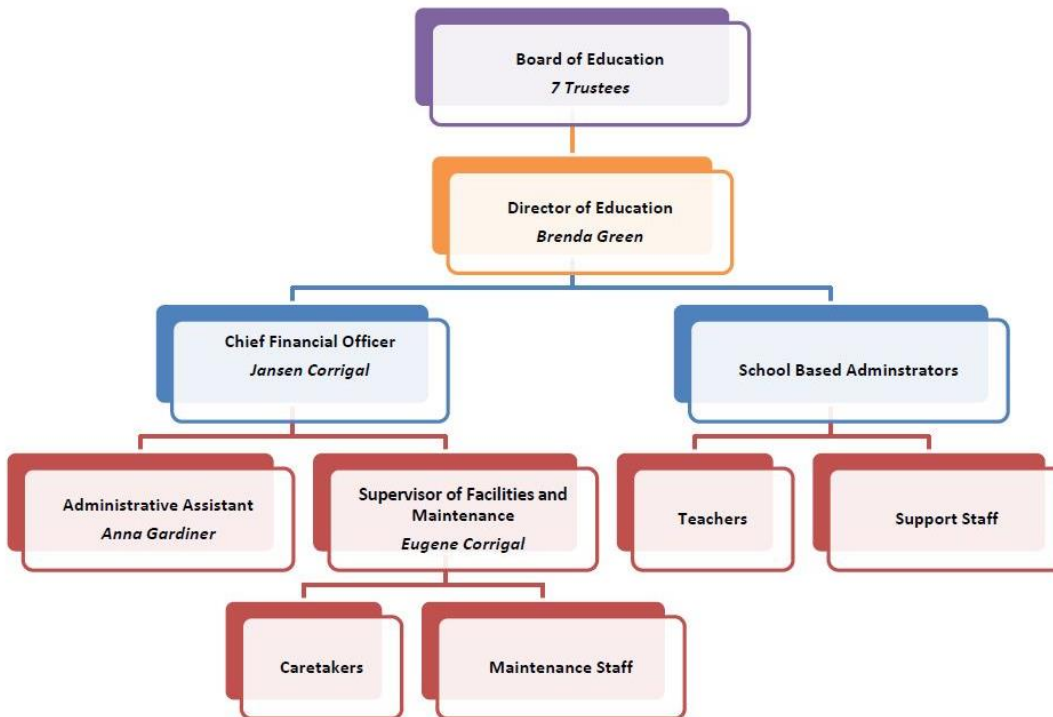 Board of Education
7 Trustees
Director of Education
Brenda Green
Chief Financial Officer
Jansen Corrigal
School Based Adminstrators
Administrative Assistant
Anna Gardiner
Supervisor of Facilities and
Maintenance
Eugene Corrigal
Teachers
Support Staff
Caretakers
Maintenance Staff